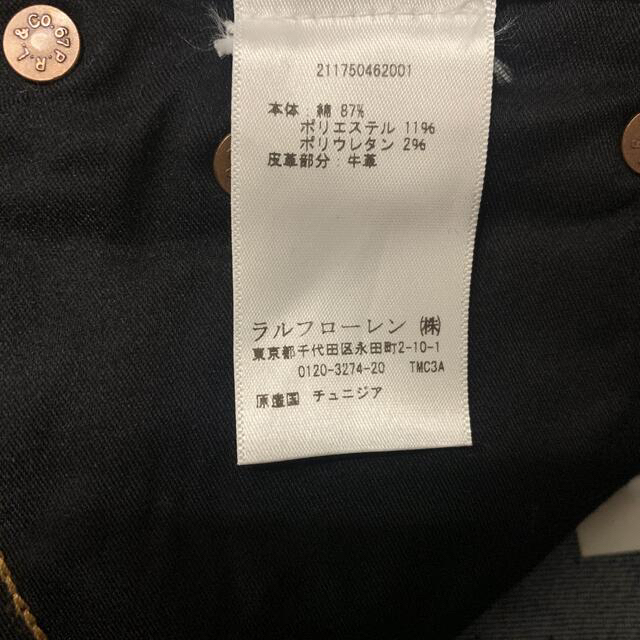 P.R.L. & CO. 67
211750462001
本体 綿 87%
ポリエステル 11%
ポリウレタン 2%
皮革部分:牛革
ラルフローレン ㈱
東京都千代田区永田町2-10-1
0120-3274-20 TMC3A
原産国 チュニジア